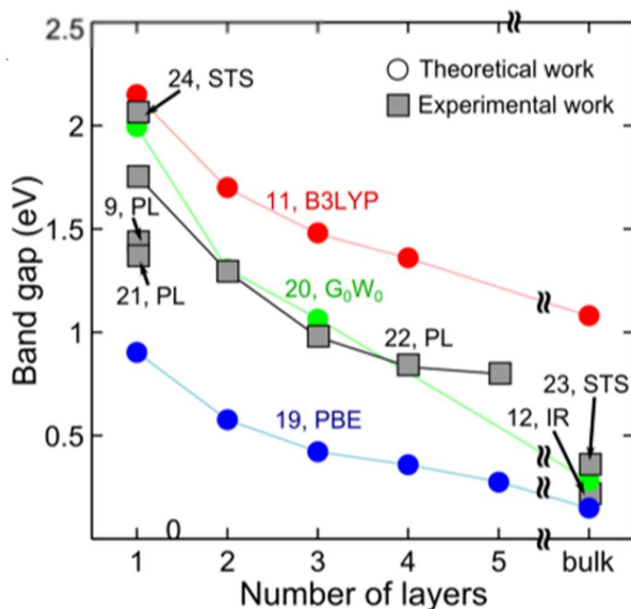 2.5
24, STS
Theoretical work
Experimental work
2
9, PL
11, B3LYP
1.5
21, PL
20, G₀W₀
22, PL
1
23, STS
12, IR
19, PBE
0.5
0
1 2 3 4 5 bulk
Number of layers
Band gap (eV)